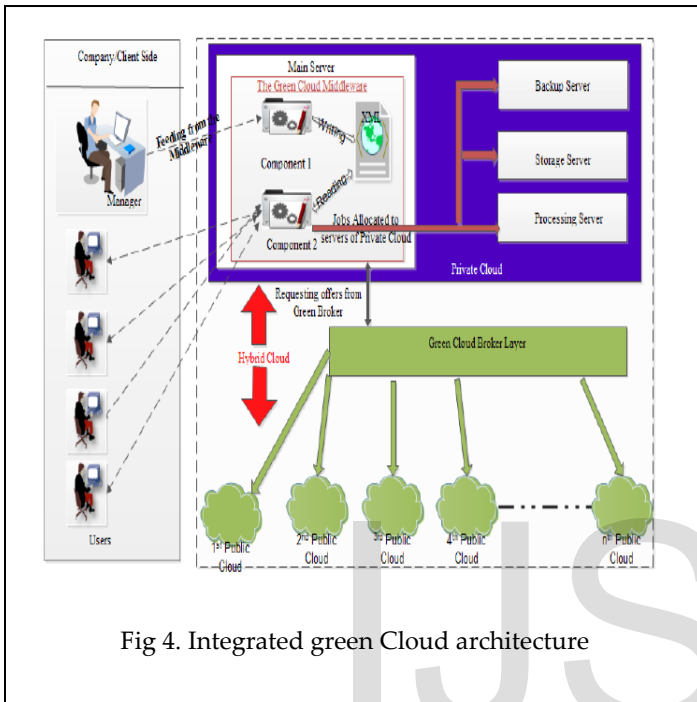 Company/Client Side
Manager
Users
Feeding from the
Middleware
Main Server
The Green Cloud Middleware
Component 1
Writing
XML
Reading
Component 2
Jobs Allocated to
servers of Private Cloud
Backup Server
Storage Server
Processing Server
Private Cloud
Requesting offers from
Green Broker
Hybrid Cloud
Green Cloud Broker Layer
1st Public
Cloud
2nd Public
Cloud
3rd Public
Cloud
4th Public
Cloud
nth Public
Cloud
Fig 4. Integrated green Cloud architecture
IJS